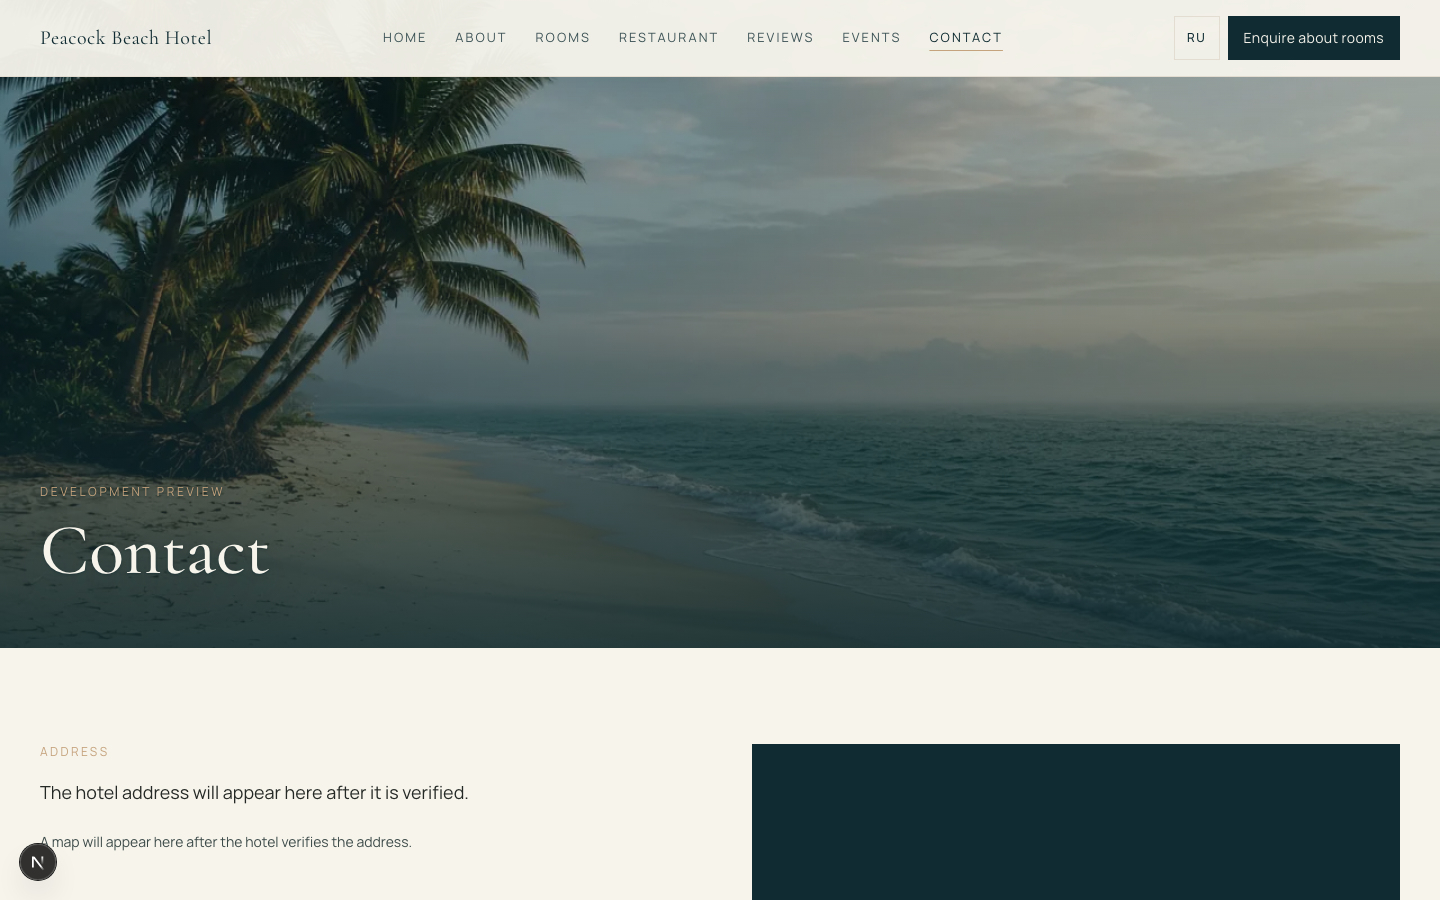 Peacock Beach Hotel
HOME ABOUT ROOMS RESTAURANT REVIEWS EVENTS CONTACT
RU
Enquire about rooms
DEVELOPMENT PREVIEW
Contact
ADDRESS
The hotel address will appear here after it is verified.
A map will appear here after the hotel verifies the address.
N